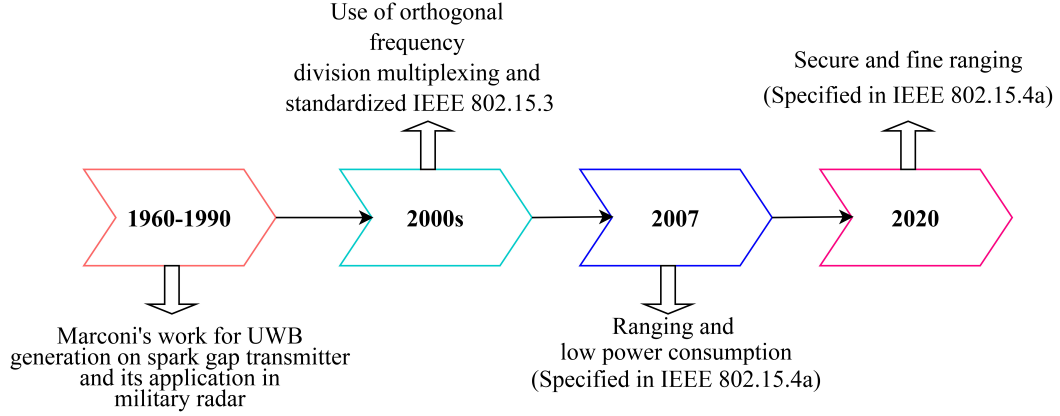 Use of orthogonal
frequency
division multiplexing and
standardized IEEE 802.15.3
Secure and fine ranging
(Specified in IEEE 802.15.4a)
1960-1990
2000s
2007
2020
Marconi's work for UWB
generation on spark gap transmitter
and its application in
military radar
Ranging and
low power consumption
(Specified in IEEE 802.15.4a)